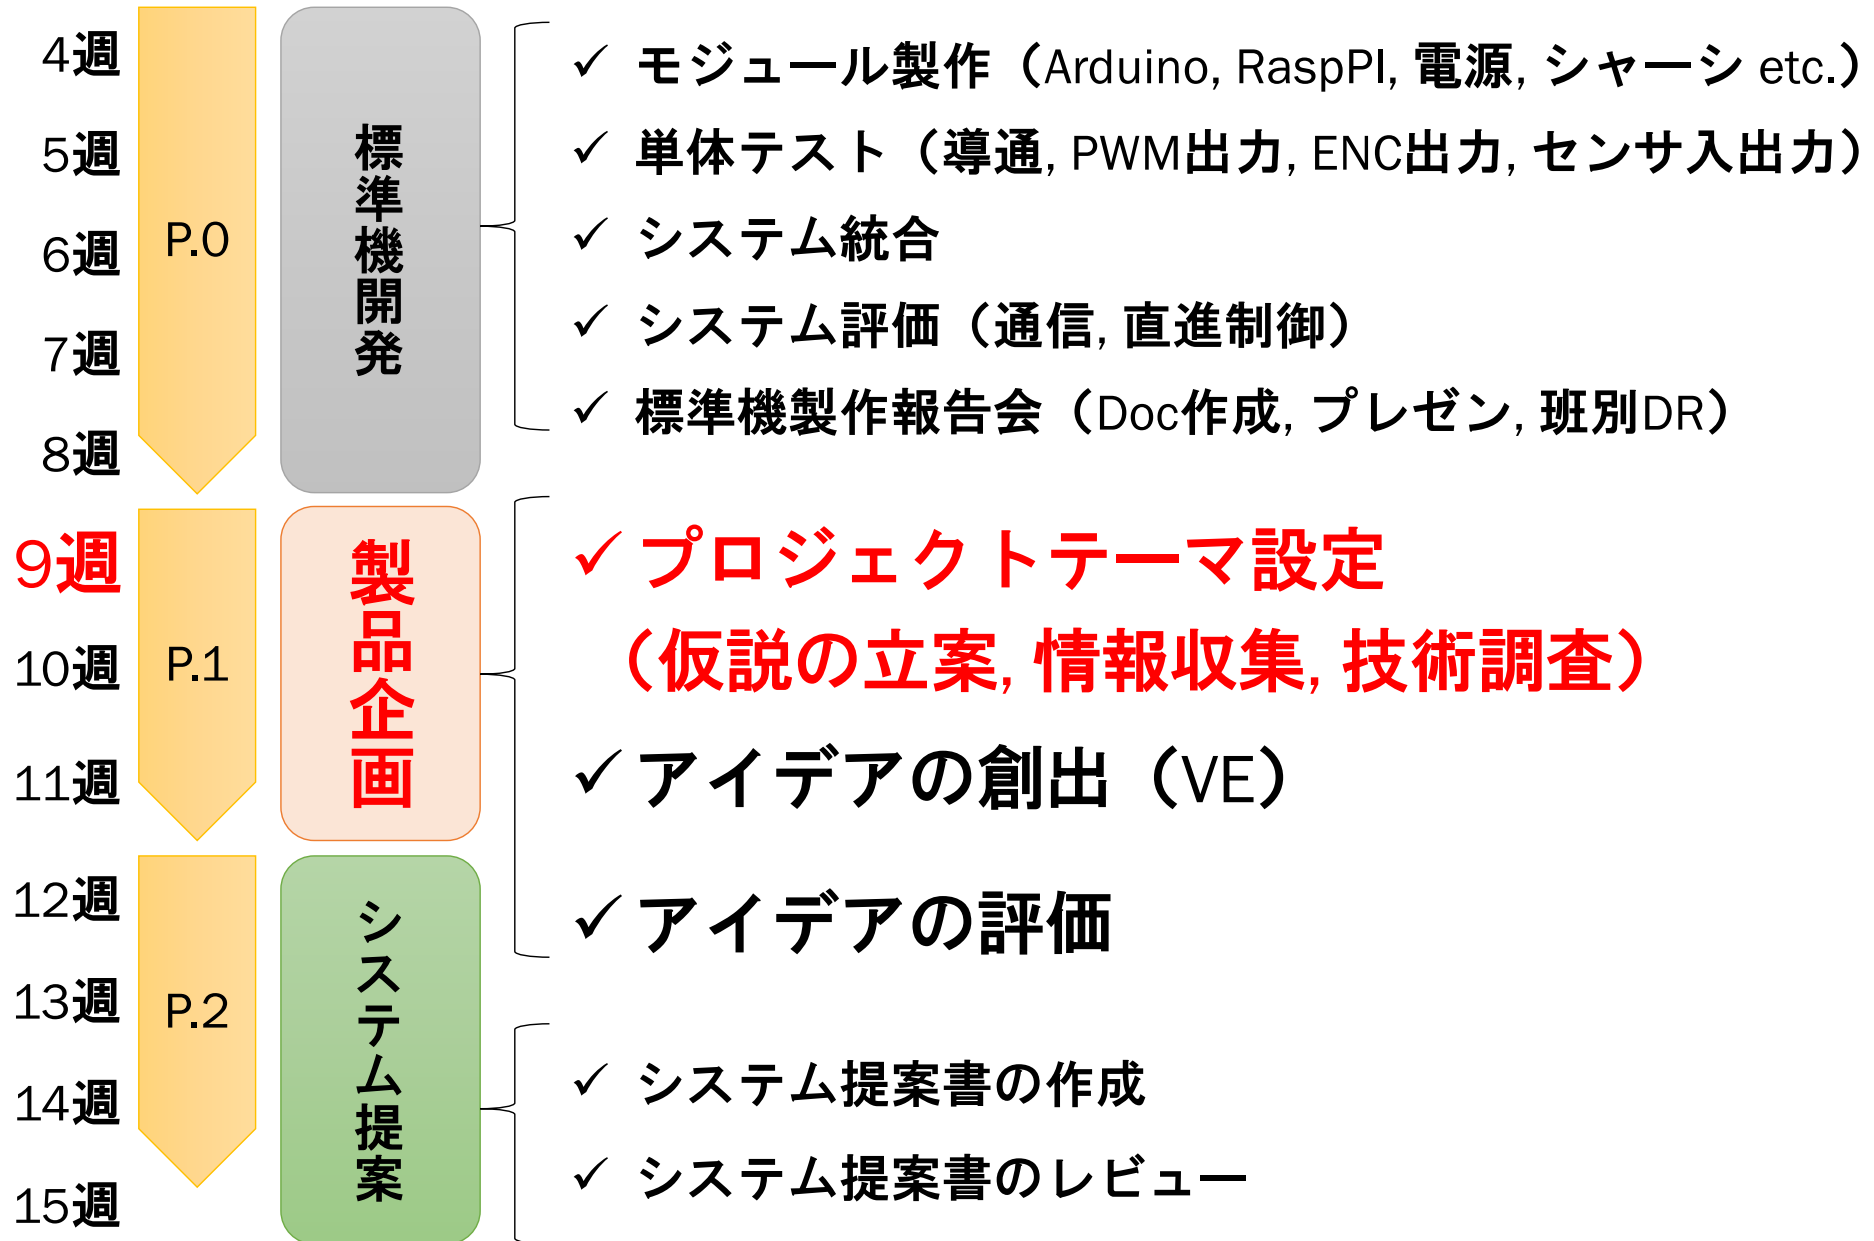 4週
5週
6週
7週
8週
9週
10週
11週
12週
13週
14週
15週
P.0
P.1
P.2
標準機開発
製品企画
システム提案
✓ モジュール製作（Arduino, RaspPI, 電源, シャーシ etc.）
✓ 単体テスト（導通, PWM出力, ENC出力, センサ入出力）
✓ システム統合
✓ システム評価（通信, 直進制御）
✓ 標準機製作報告会（Doc作成, プレゼン, 班別DR）
✓ プロジェクトテーマ設定
（仮説の立案, 情報収集, 技術調査）
✓ アイデアの創出（VE）
✓ アイデアの評価
✓ システム提案書の作成
✓ システム提案書のレビュー